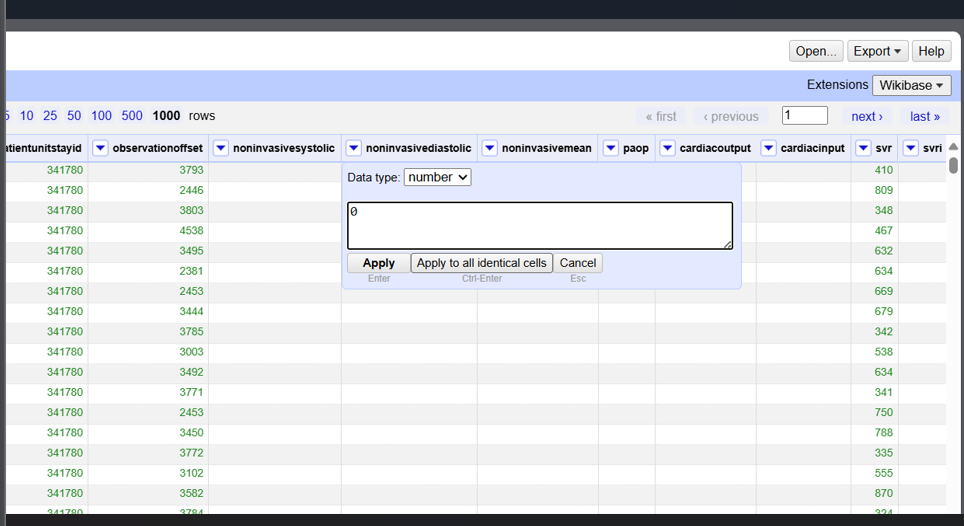 Open... Export Help
Extensions Wikibase
5 10 25 50 100 500 1000 rows « first ‹ previous 1 next › last »
atientunitstayid observationoffset noninvasivesystolic noninvasivediastolic noninvasivemean paop cardiacoutput cardiacinput svr svri
341780 3793 410
341780 2446 809
341780 3803 348
341780 4538 467
341780 3495 632
341780 2381 634
341780 2453 669
341780 3444 679
341780 3785 342
341780 3003 538
341780 3492 634
341780 3771 341
341780 2453 750
341780 3450 788
341780 3772 335
341780 3102 555
341780 3582 870
341780 3784 324
Data type: number
0
Apply Apply to all identical cells Cancel
Enter Ctrl-Enter Esc